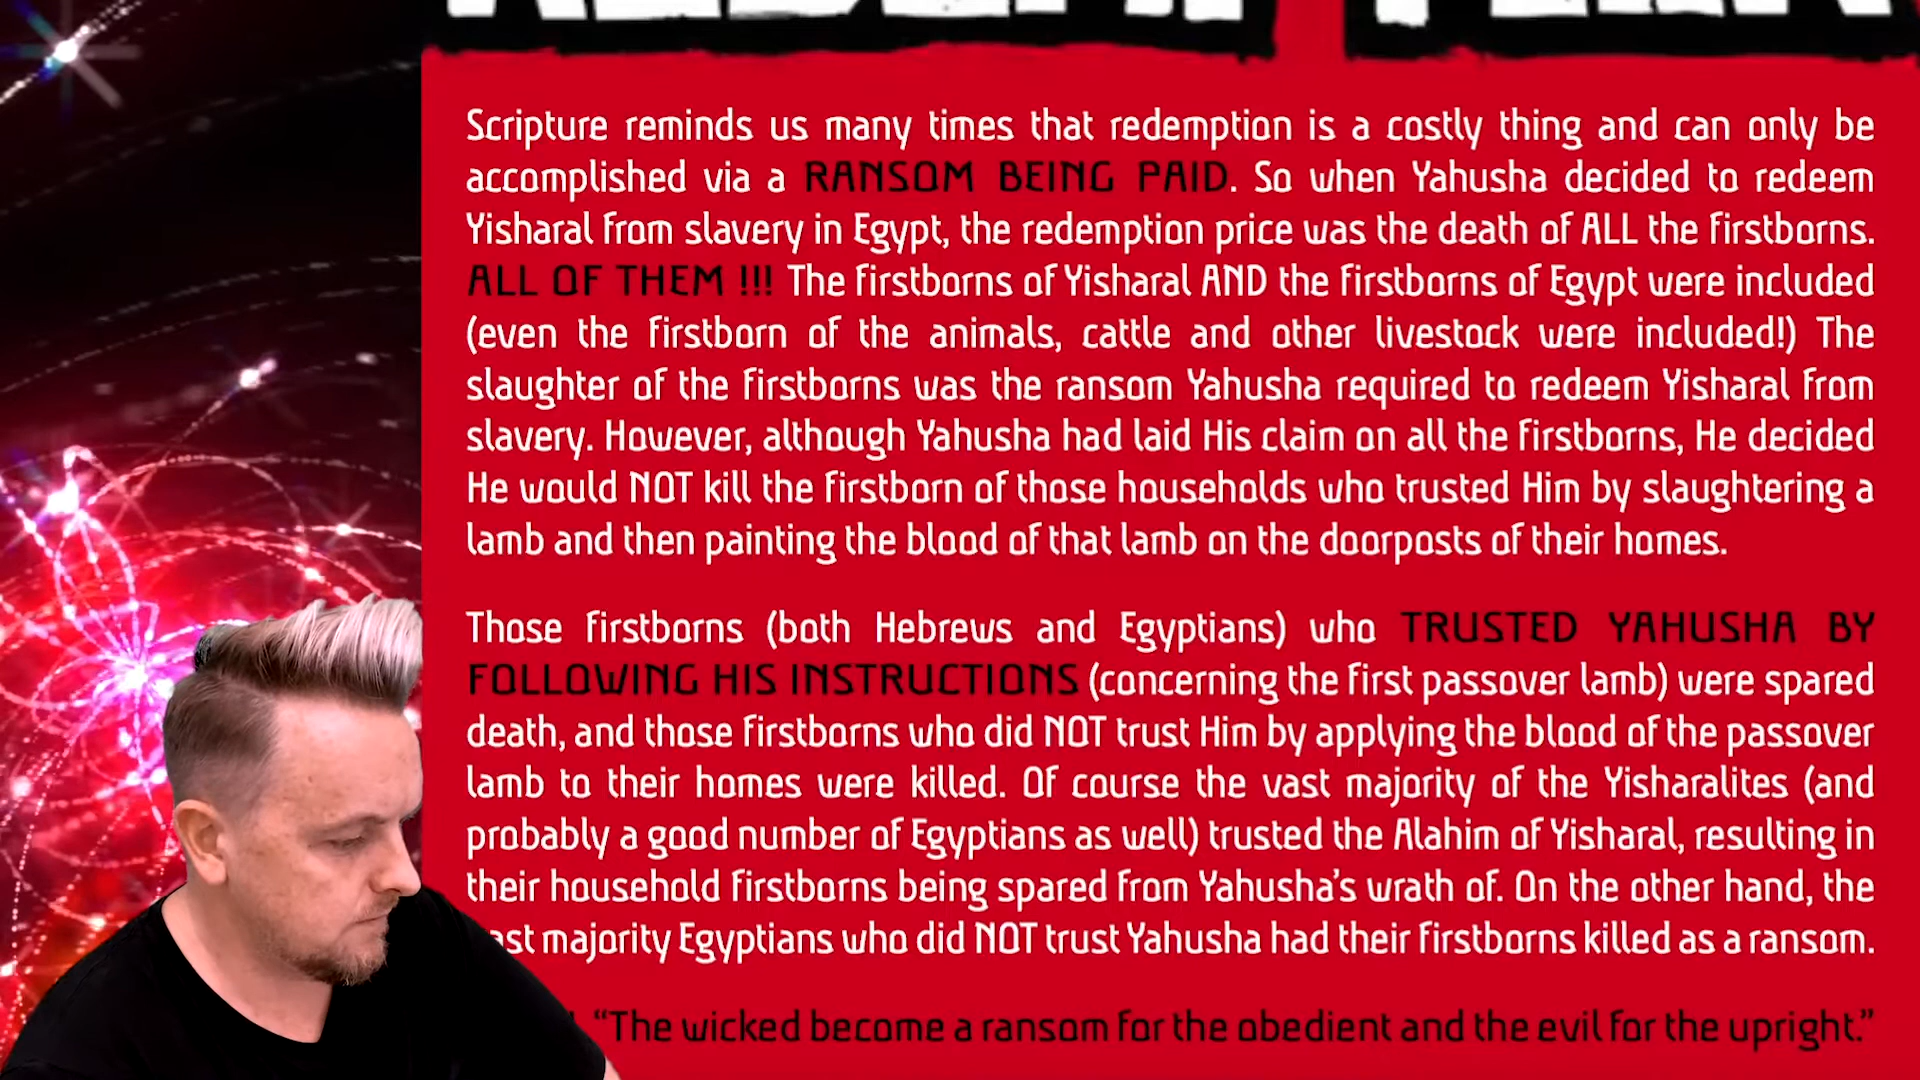 Scripture reminds us many times that redemption is a costly thing and can only be
accomplished via a RANSOM BEING PAID. So when Yahusha decided to redeem
Yisharal from slavery in Egypt, the redemption price was the death of ALL the firstborns.
ALL OF THEM !!! The firstborns of Yisharal AND the firstborns of Egypt were included
(even the firstborn of the animals, cattle and other livestock were included!) The
slaughter of the firstborns was the ransom Yahusha required to redeem Yisharal from
slavery. However, although Yahusha had laid His claim on all the firstborns, He decided
He would NOT kill the firstborn of those households who trusted Him by slaughtering a
lamb and then painting the blood of that lamb on the doorposts of their homes.
Those firstborns (both Hebrews and Egyptians) who TRUSTED YAHUSHA BY
FOLLOWING HIS INSTRUCTIONS (concerning the first passover lamb) were spared
death, and those firstborns who did NOT trust Him by applying the blood of the passover
lamb to their homes were killed. Of course the vast majority of the Yisharalites (and
probably a good number of Egyptians as well) trusted the Alahim of Yisharal, resulting in
their household firstborns being spared from Yahusha's wrath of. On the other hand, the
majority Egyptians who did NOT trust Yahusha had their firstborns killed as a ransom.
“The wicked become a ransom for the obedient and the evil for the upright.”